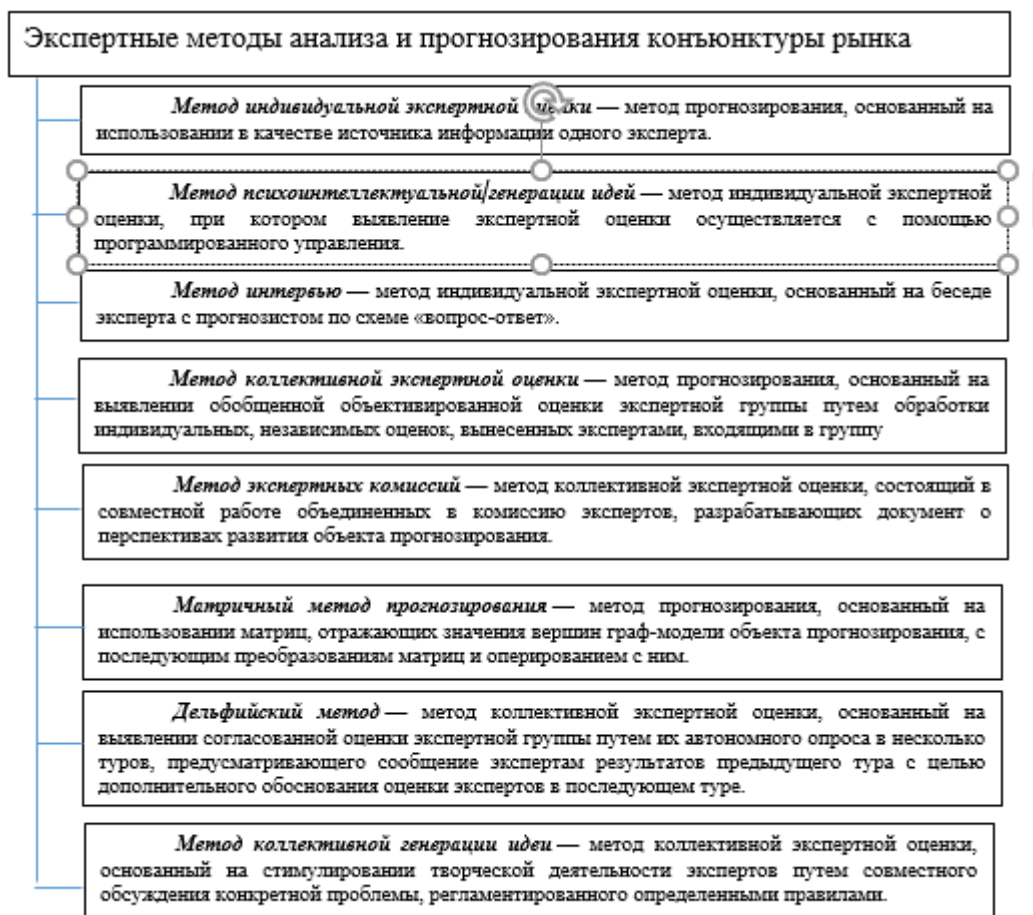 Экспертные методы анализа и прогнозирования конъюнктуры рынка
Метод индивидуальной экспертной оценки — метод прогнозирования, основанный на
использовании в качестве источника информации одного эксперта.
Метод психоинтеллектуальной генерации идей — метод индивидуальной экспертной
оценки, при котором выявление экспертной оценки осуществляется с помощью
программированного управления.
Метод интервью — метод индивидуальной экспертной оценки, основанный на беседе
эксперта с прогнозистом по схеме «вопрос-ответ».
Метод коллективной экспертной оценки — метод прогнозирования, основанный на
выявлении обобщенной объективированной оценки экспертной группы путем обработки
индивидуальных, независимых оценок, вынесенных экспертами, входящими в группу
Метод экспертных комиссий — метод коллективной экспертной оценки, состоящий в
совместной работе объединенных в комиссию экспертов, разрабатывающих документ о
перспективах развития объекта прогнозирования.
Матричный метод прогнозирования — метод прогнозирования, основанный на
использовании матриц, отражающих значения вершин граф-модели объекта прогнозирования, с
последующим преобразованиям матриц и оперированием с ним.
Дельфийский метод — метод коллективной экспертной оценки, основанный на
выявлении согласованной оценки экспертной группы путем их автономного опроса в несколько
туров, предусматривающего сообщение экспертам результатов предыдущего тура с целью
дополнительного обоснования оценки экспертов в последующем туре.
Метод коллективной генерации идеи — метод коллективной экспертной оценки,
основанный на стимулировании творческой деятельности экспертов путем совместного
обсуждения конкретной проблемы, регламентированного определенными правилами.